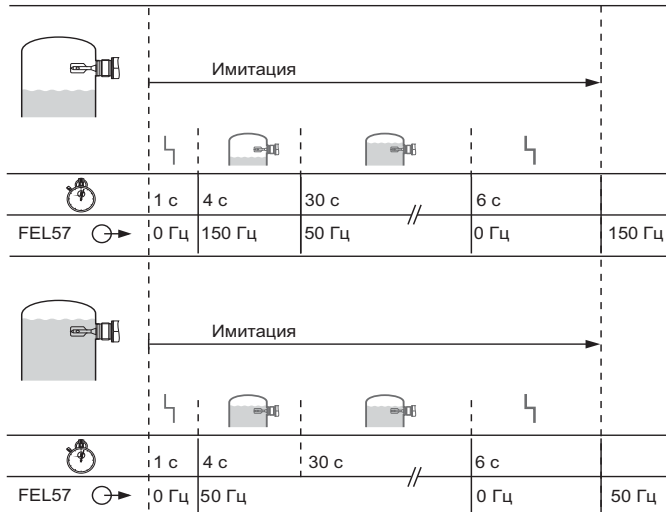 Имитация
1 с 4 с 30 с 6 с
FEL57 0 Гц 150 Гц 50 Гц 0 Гц 150 Гц
Имитация
1 с 4 с 30 с 6 с
FEL57 0 Гц 50 Гц 0 Гц 50 Гц